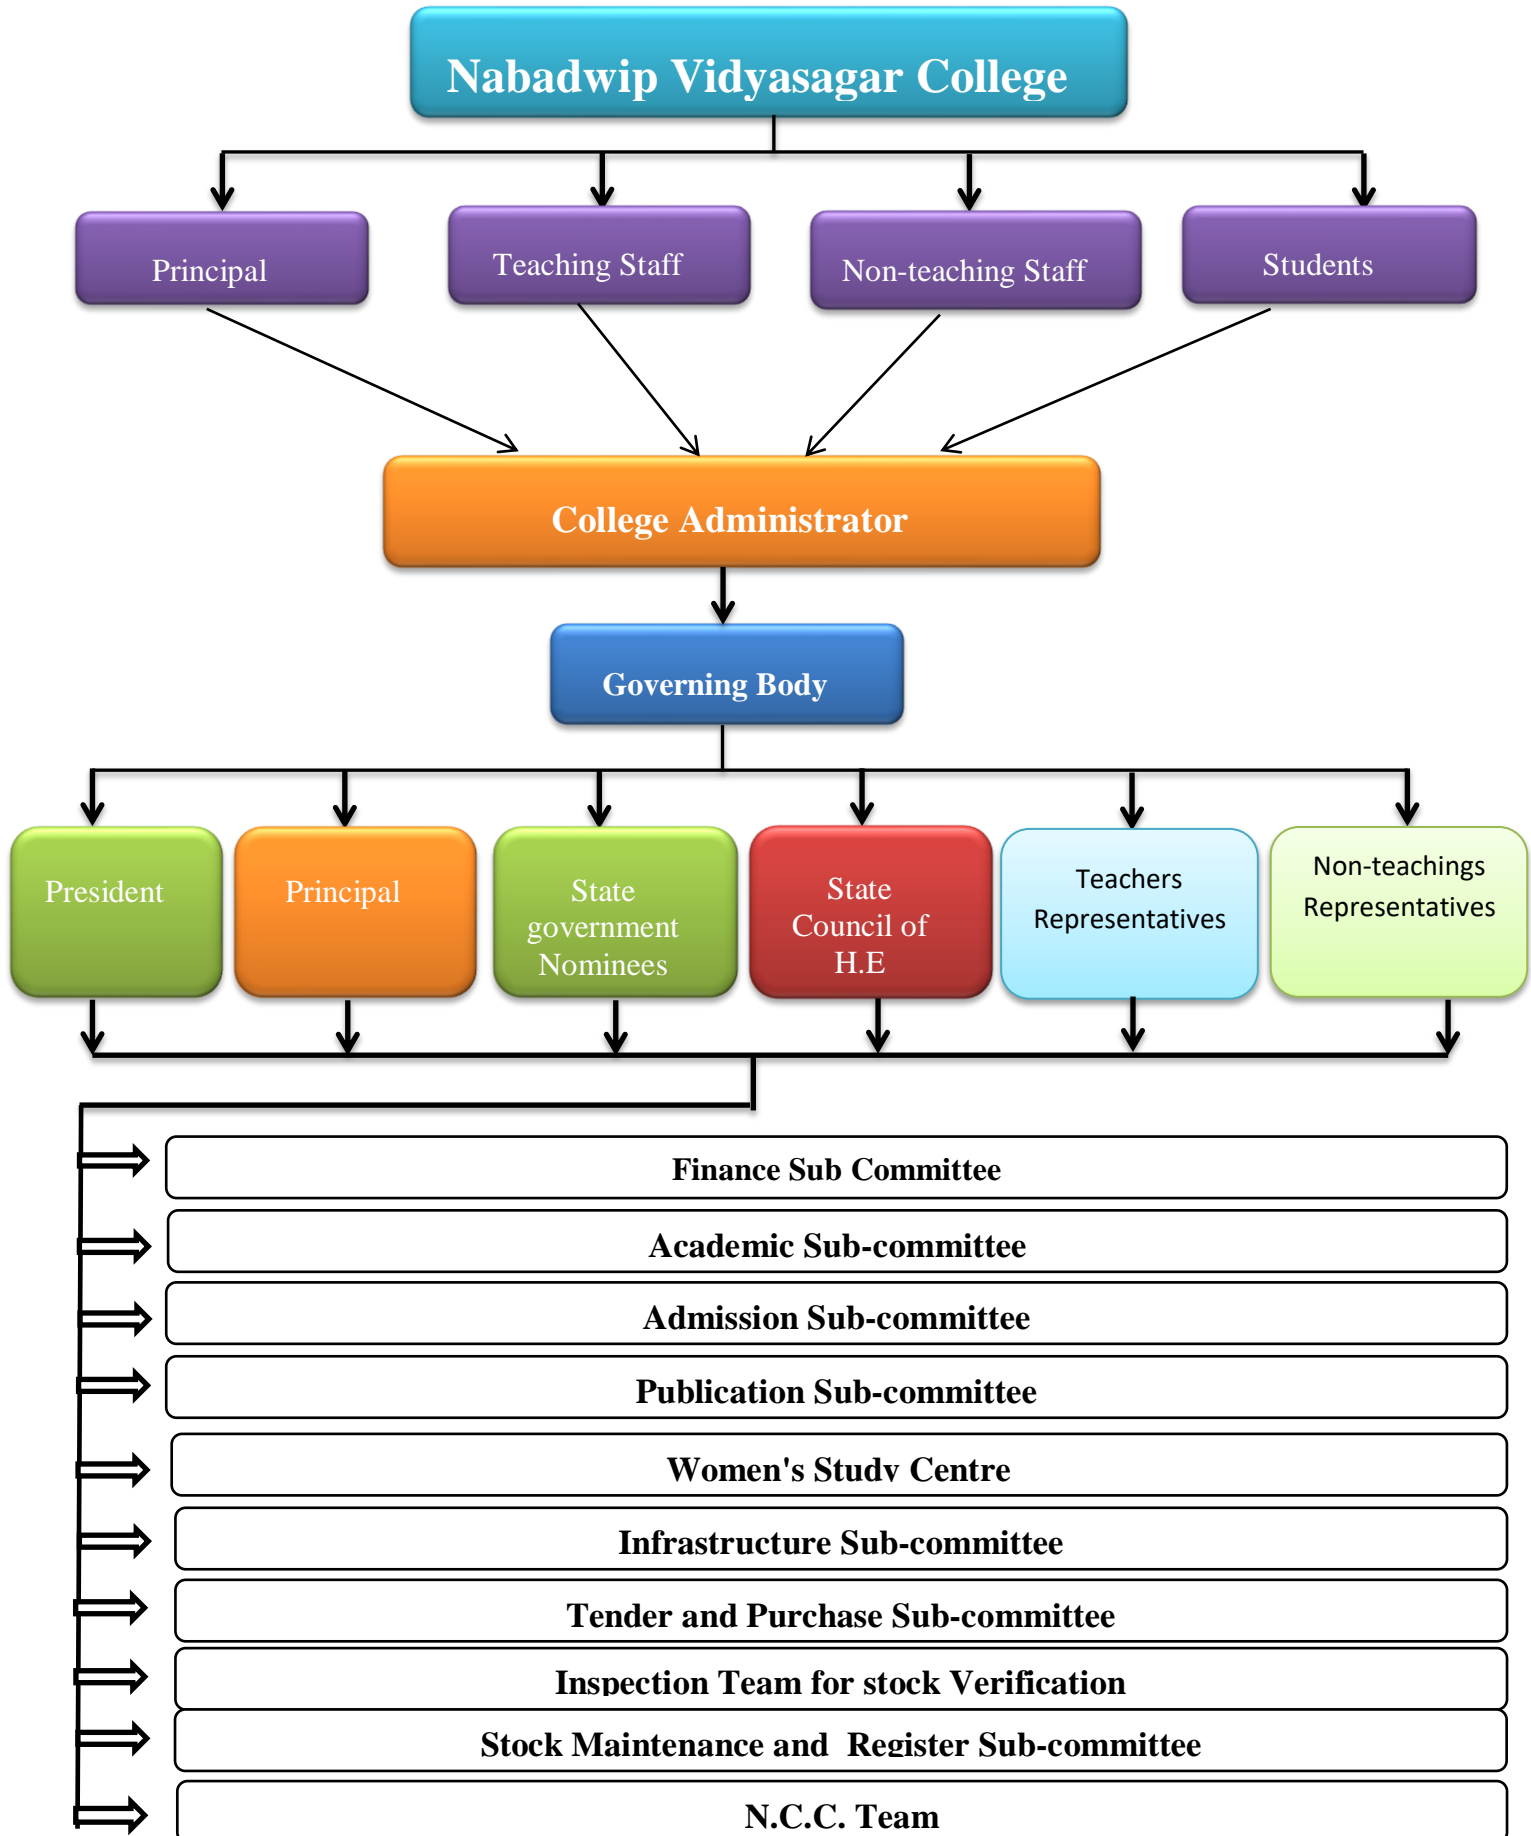 Nabadwip Vidyasagar College
Principal
Teaching Staff
Non-teaching Staff
Students
College Administrator
Governing Body
President
Principal
State
government
Nominees
State
Council of
H.E
Teachers
Representatives
Non-teachings
Representatives
Finance Sub Committee
Academic Sub-committee
Admission Sub-committee
Publication Sub-committee
Women's Study Centre
Infrastructure Sub-committee
Tender and Purchase Sub-committee
Inspection Team for stock Verification
Stock Maintenance and  Register Sub-committee
N.C.C. Team